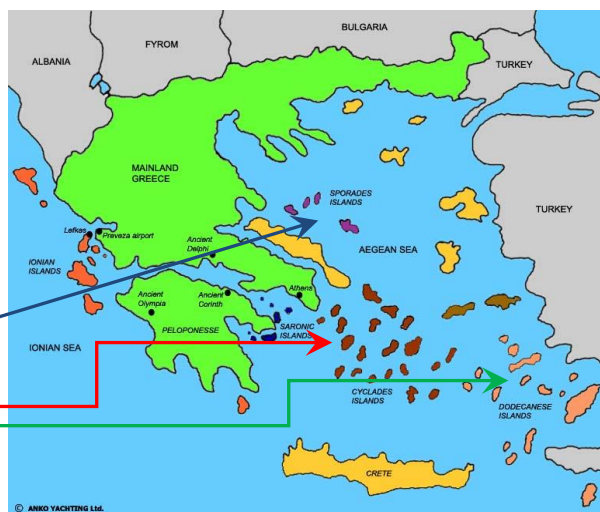 BULGARIA
FYROM
ALBANIA
TURKEY
MAINLAND
GREECE
SPORADES
ISLANDS
TURKEY
Lefkas
Preveza airport
Ancient
Delphi
AEGEAN SEA
IONIAN
ISLANDS
Athens
Ancient
Olympia
Ancient
Corinth
SARONIC
ISLANDS
PELOPONESSE
IONIAN SEA
CYCLADES
ISLANDS
DODECANESE
ISLANDS
CRETE
© ANKO YACHTING Ltd.